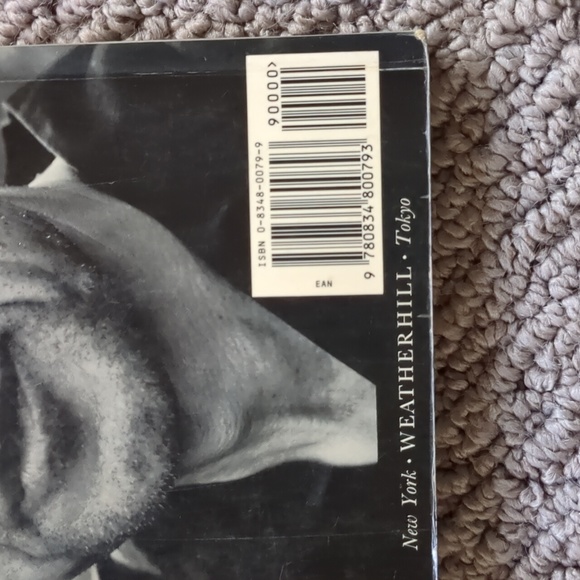 ISBN 0-8348-0079-9
90000>
9 780834 800793
EAN
New York • WEATHERHILL • Tokyo